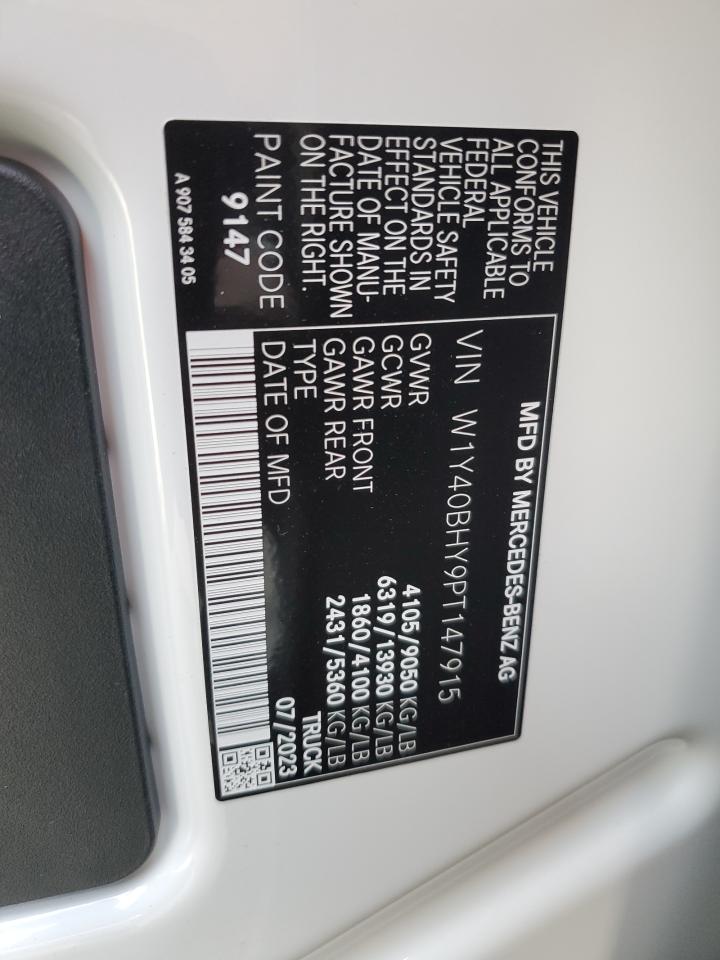 MFD BY MERCEDES-BENZ AG
THIS VEHICLE
CONFORMS TO
ALL APPLICABLE
FEDERAL
VEHICLE SAFETY
STANDARDS IN
EFFECT ON THE
DATE OF MANU-
FACTURE SHOWN
ON THE RIGHT.
PAINT CODE
9147
A 907 584 34 05
VIN W1Y40BHY9PT147915
GVWR 4105/9050 KG/LB
GCWR 6319/13930 KG/LB
GAWR FRONT 1860/4100 KG/LB
GAWR REAR 2431/5360 KG/LB
TYPE TRUCK
DATE OF MFD 07/2023